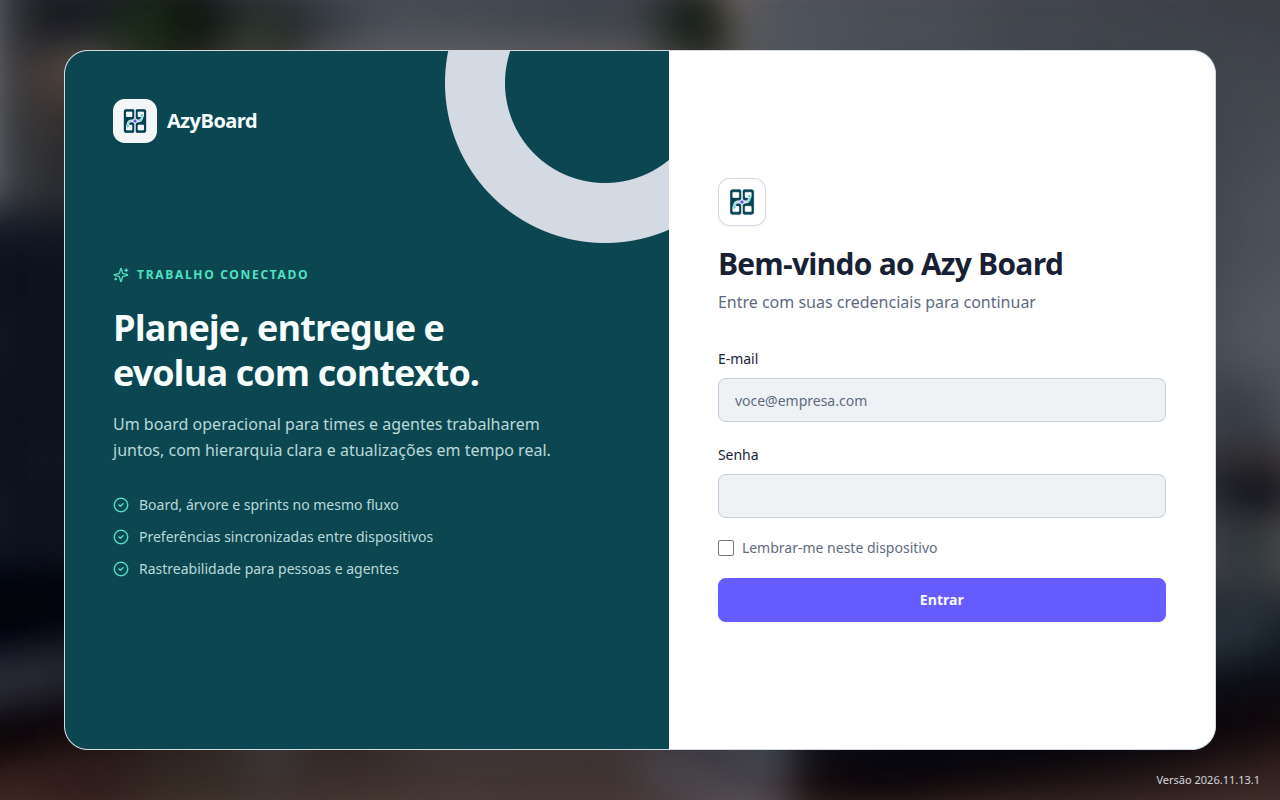 AzyBoard
TRABALHO CONECTADO
Planeje, entregue e
evolua com contexto.
Um board operacional para times e agentes trabalharem
juntos, com hierarquia clara e atualizações em tempo real.
Board, árvore e sprints no mesmo fluxo
Preferências sincronizadas entre dispositivos
Rastreabilidade para pessoas e agentes
Bem-vindo ao Azy Board
Entre com suas credenciais para continuar
E-mail
voce@empresa.com
Senha
Lembrar-me neste dispositivo
Entrar
Versão 2026.11.13.1